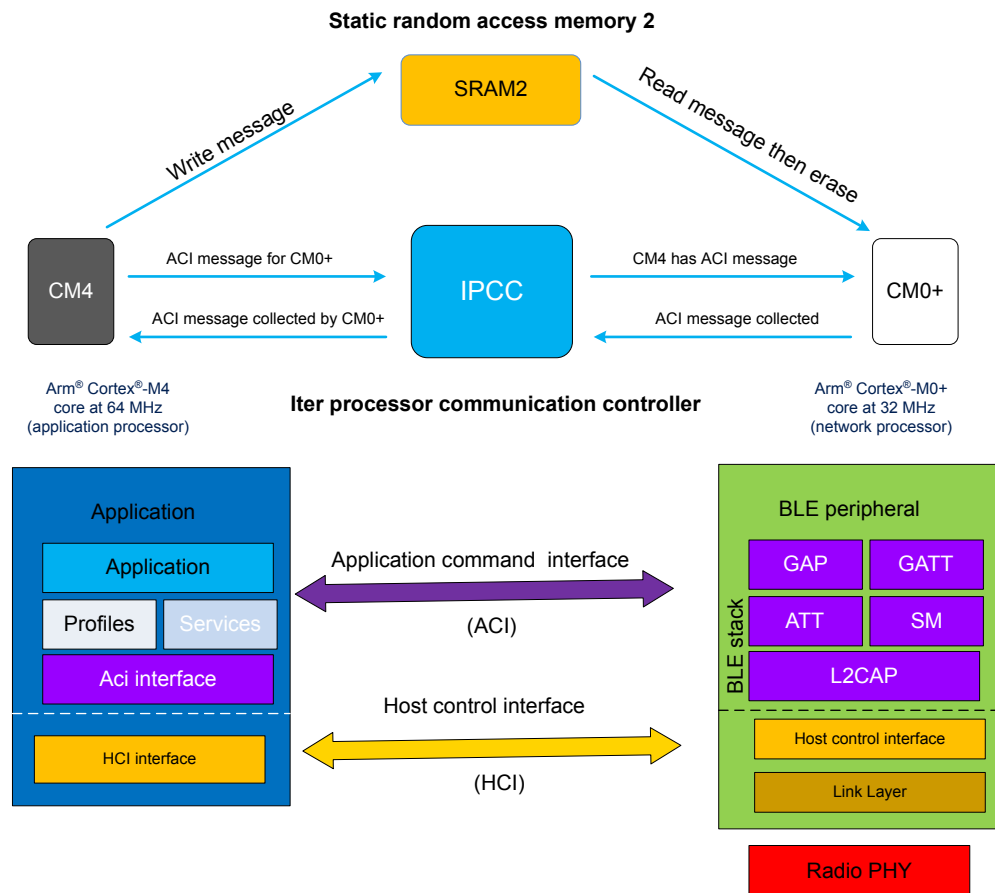 Static random access memory 2
SRAM2
Write message
Read message then erase
CM4
ACI message for CM0+
IPCC
CM4 has ACI message
CM0+
ACI message collected by CM0+
ACI message collected
Arm® Cortex®-M4
core at 64 MHz
(application processor)
Iter processor communication controller
Arm® Cortex®-M0+
core at 32 MHz
(network processor)
Application
Application
Profiles
Services
Aci interface
HCI interface
Application command interface
(ACI)
Host control interface
(HCI)
BLE peripheral
BLE stack
GAP
GATT
ATT
SM
L2CAP
Host control interface
Link Layer
Radio PHY